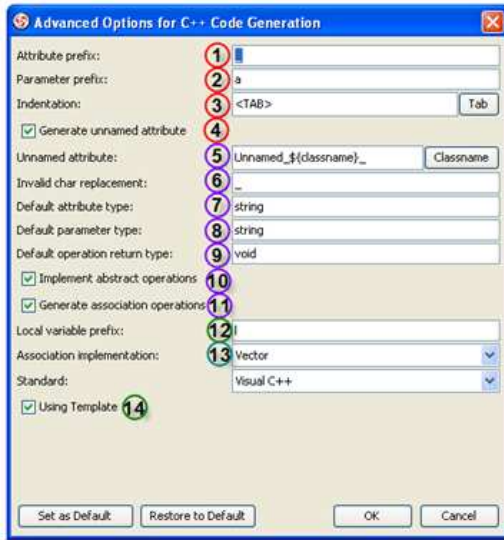 Advanced Options for C++ Code Generation
Attribute prefix: 1 _
Parameter prefix: 2 a
Indentation: 3 <TAB> Tab
Generate unnamed attribute 4
Unnamed attribute: 5 Unnamed_${classname}_ Classname
Invalid char replacement: 6 _
Default attribute type: 7 string
Default parameter type: 8 string
Default operation return type: 9 void
Implement abstract operations 10
Generate association operations 11
Local variable prefix: 12 l
Association implementation: 13 Vector
Standard: Visual C++
Using Template 14
Set as Default Restore to Default OK Cancel